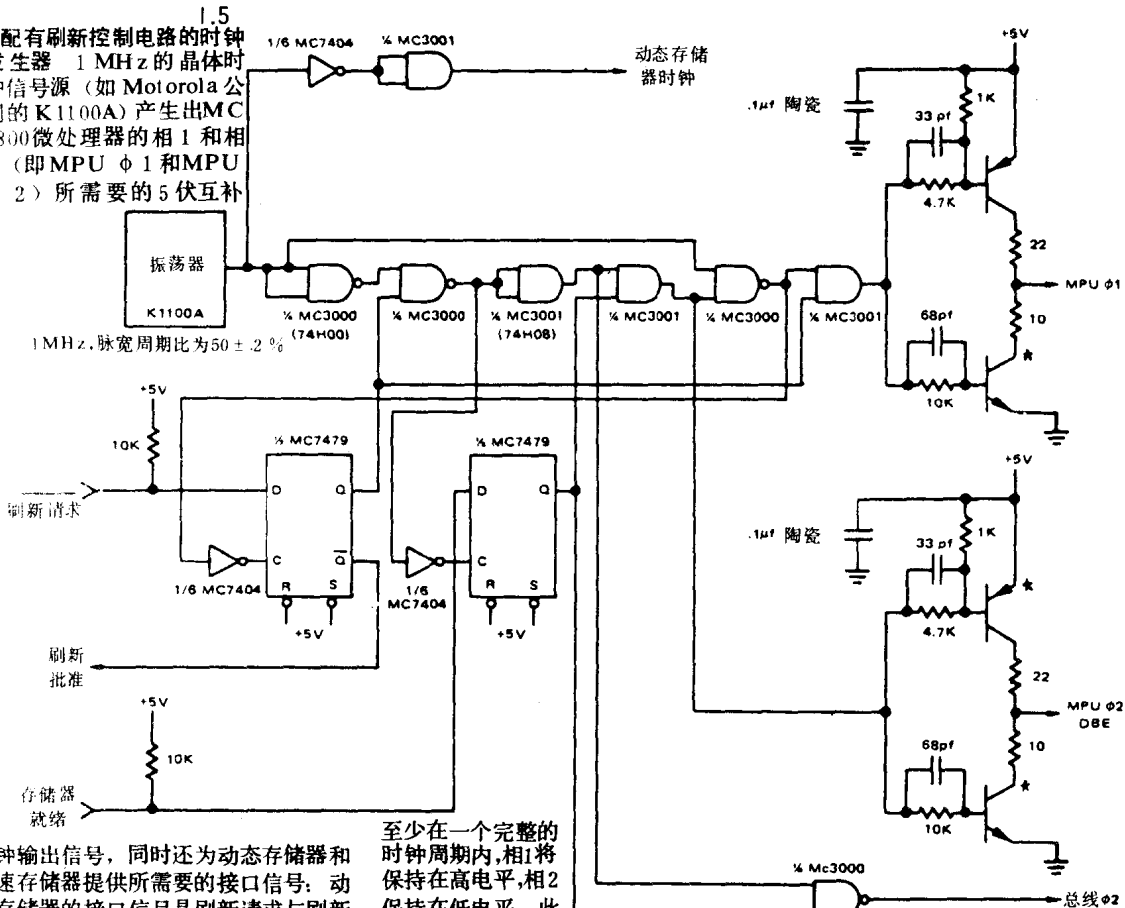 1.5
配有刷新控制电路的时钟
发生器 1 MHz的晶体时
钟信号源（如 Motorola 公
司的 K1100A）产生出MC
6800微处理器的相 1 和相
（即MPU φ 1 和MPU
2）所需要的 5 伏互补
1/6 MC7404
¼ MC3001
动态存储
器时钟
振荡器
K1100A
1MHz,脉宽周期比为50±.2 %
¼ MC3000
(74H00)
¼ MC3000
¼ MC3001
(74H08)
¼ MC3001
¼ MC3000
¼ MC3001
+5V
.1μf 陶瓷
1K
33 pf
4.7K
22
MPU φ1
10
68pf
*
10K
+5V
10K
刷新请求
½ MC7479
D
Q
C
Q̅
R
S
+5V
1/6 MC7404
½ MC7479
D
Q
C
R
S
+5V
1/6
MC7404
刷新
批准
+5V
10K
存储器
就绪
+5V
.1μf 陶瓷
1K
33 pf
*
4.7K
22
MPU φ2
DBE
10
68pf
*
10K
¼ Mc3000
总线φ2
钟输出信号，同时还为动态存储器和
速存储器提供所需要的接口信号；动
存储器的接口信号是刷新请求与刷新
至少在一个完整的
时钟周期内,相1将
保持在高电平,相2
保持在低电平。此